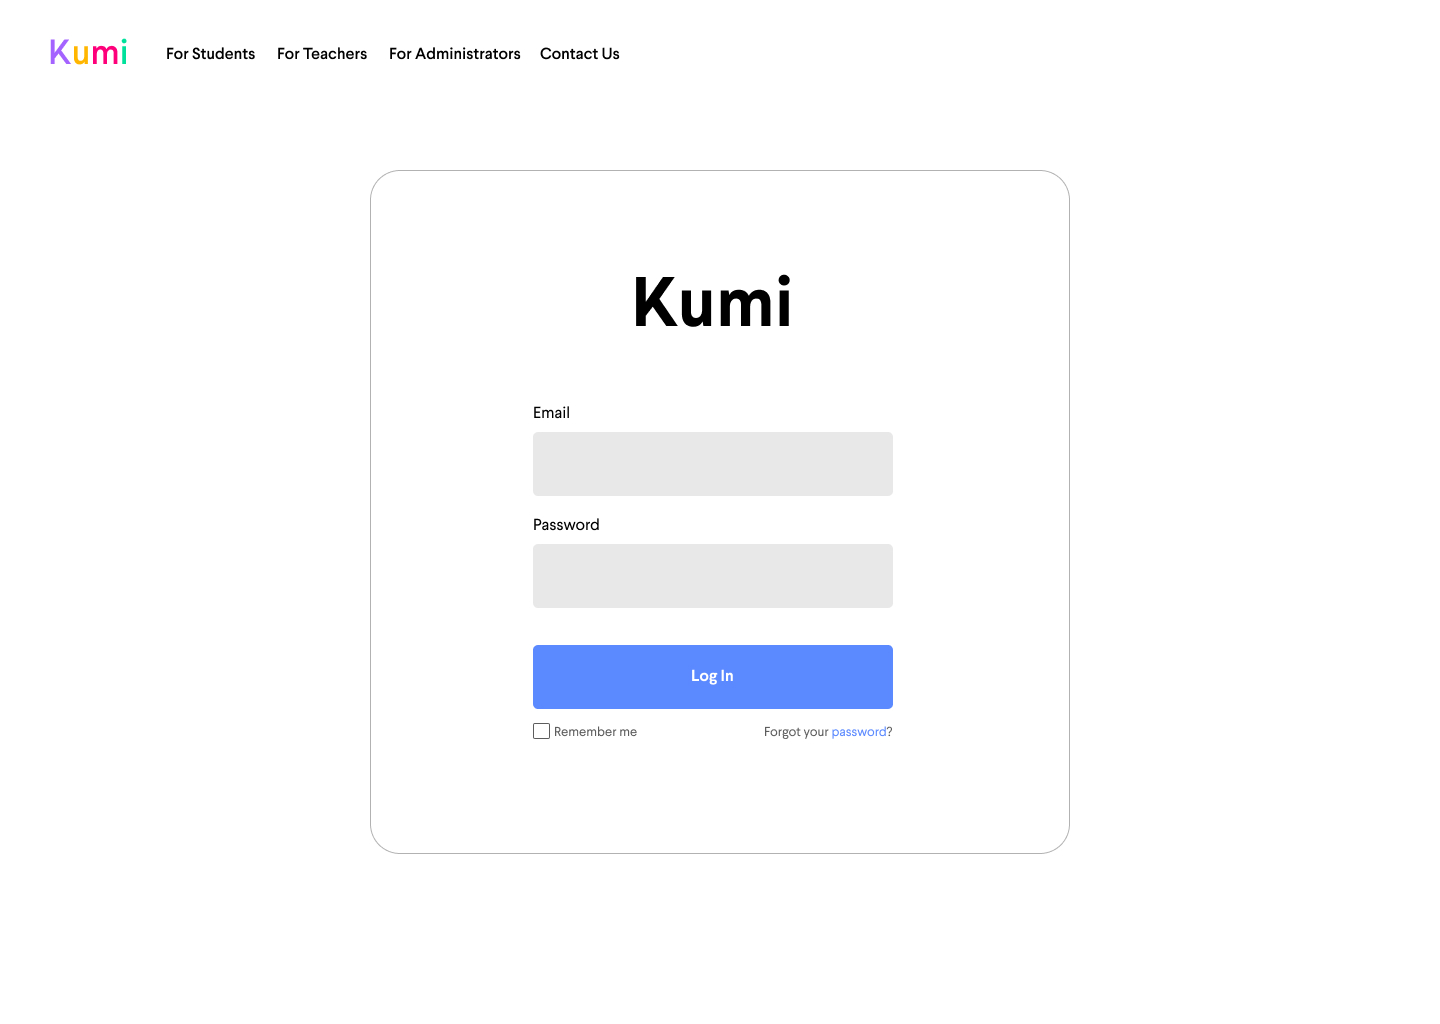 Kumi For Students For Teachers For Administrators Contact Us
Kumi
Email
Password
Log In
Remember me Forgot your password?